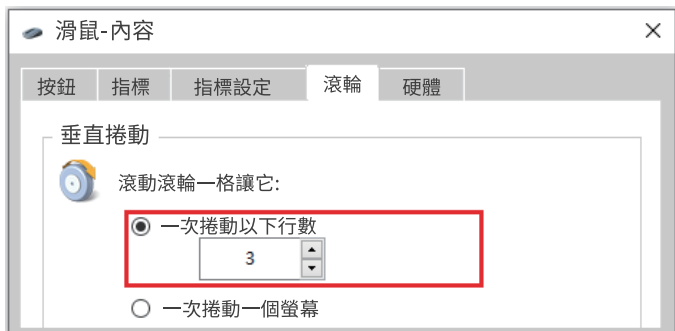 滑鼠-內容
按鈕 指標 指標設定 滾輪 硬體
垂直捲動
滾動滾輪一格讓它:
一次捲動以下行數
3
一次捲動一個螢幕